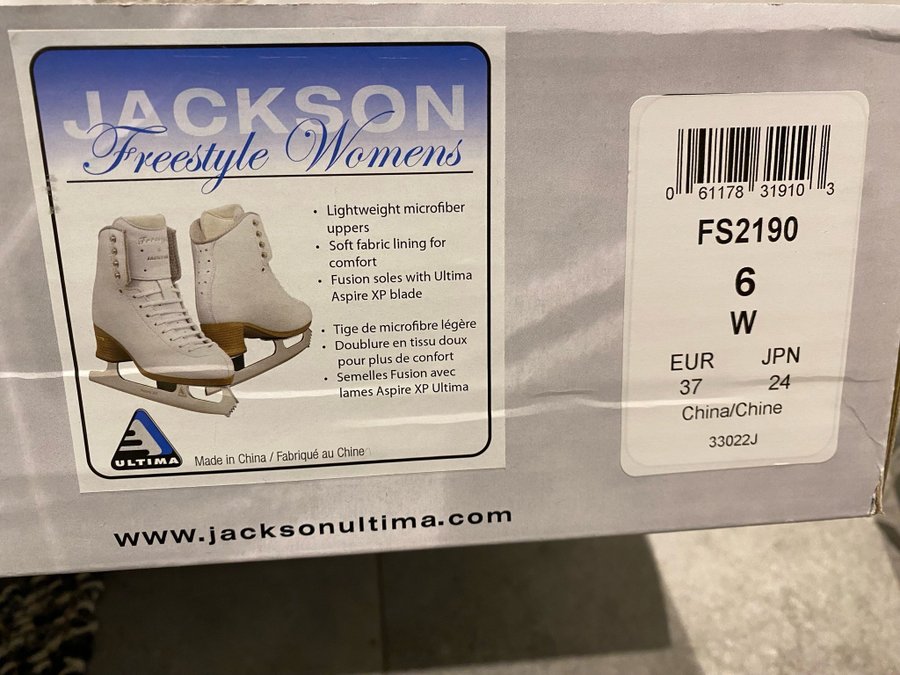 JACKSON
Freestyle Womens
• Lightweight microfiber
uppers
• Soft fabric lining for
comfort
• Fusion soles with Ultima
Aspire XP blade
• Tige de microfibre légère
• Doublure en tissu doux
pour plus de confort
• Semelles Fusion avec
lames Aspire XP Ultima
ULTIMA
Made in China / Fabriqué au Chine
www.jacksonultima.com
0 61178 31910 3
FS2190
6
W
EUR JPN
37 24
China/Chine
33022J